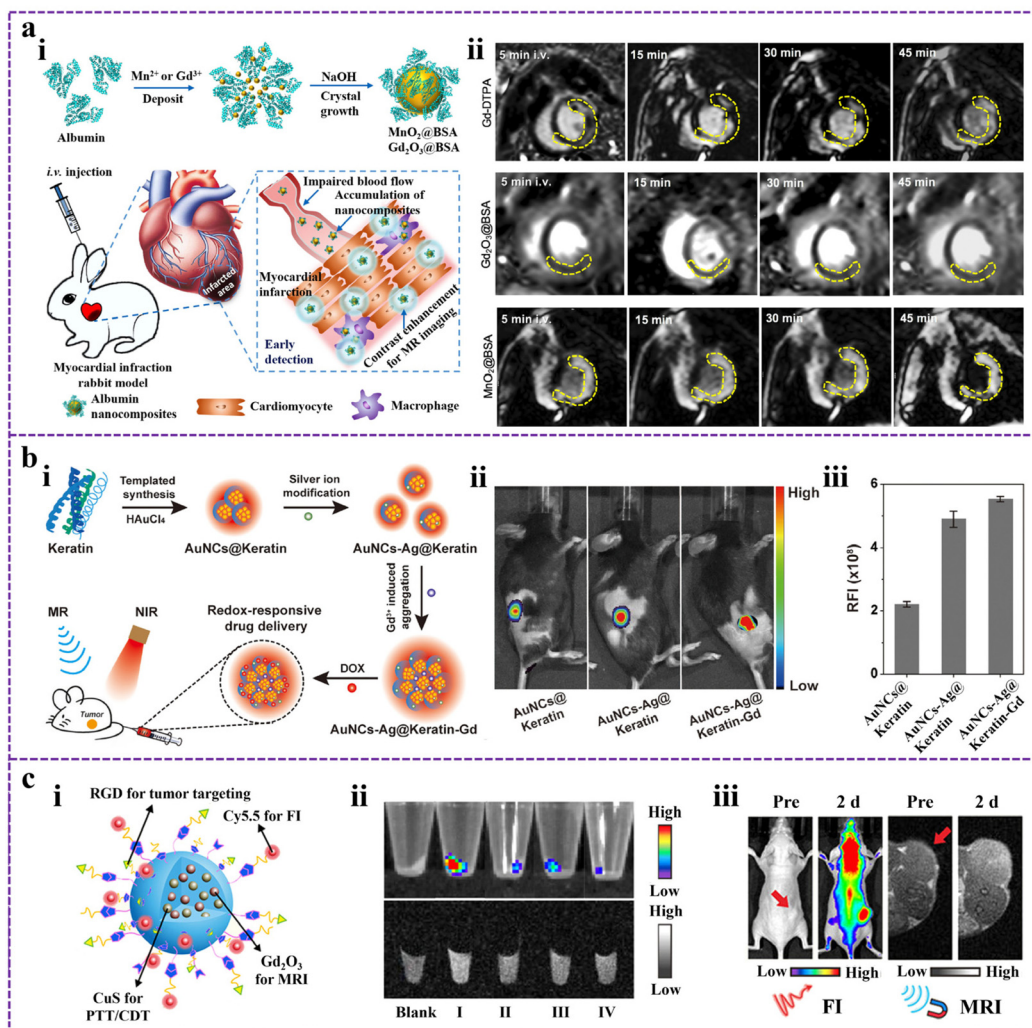 a
i
Albumin
Mn²⁺ or Gd³⁺
Deposit
NaOH
Crystal
growth
MnO₂@BSA
Gd₂O₃@BSA
i.v. injection
Infarcted
area
Impaired blood flow
Accumulation of
nanocomposites
Myocardial
infarction
Early
detection
Contrast enhancement
for MR imaging
Myocardial infraction
rabbit model
Albumin
nanocomposites
Cardiomyocyte
Macrophage
ii
Gd-DTPA
5 min i.v.
15 min
30 min
45 min
Gd₂O₃@BSA
5 min i.v.
15 min
30 min
45 min
MnO₂@BSA
5 min i.v.
15 min
30 min
45 min
b
i
Keratin
Templated
synthesis
HAuCl₄
AuNCs@Keratin
Silver ion
modification
AuNCs-Ag@Keratin
Gd³⁺ induced
aggregation
AuNCs-Ag@Keratin-Gd
DOX
Redox-responsive
drug delivery
MR
NIR
Tumor
ii
High
Low
AuNCs@
Keratin
AuNCs-Ag@
Keratin
AuNCs-Ag@
Keratin-Gd
iii
RFI (x10⁸)
6
4
2
0
AuNCs@
Keratin
AuNCs-Ag@
Keratin
AuNCs-Ag@
Keratin-Gd
c
i
RGD for tumor targeting
Cy5.5 for FI
Gd₂O₃
for MRI
CuS for
PTT/CDT
ii
High
Low
High
Low
Blank I II III IV
iii
Pre 2 d Pre 2 d
Low High Low High
FI MRI